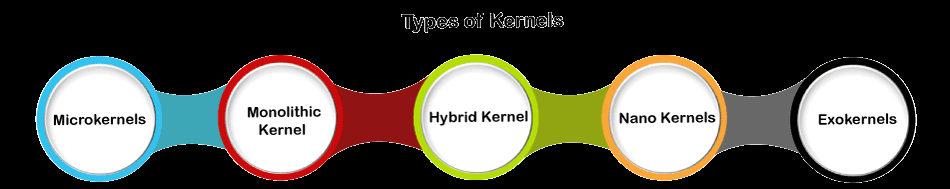 Types of Kernels
Microkernels
Monolithic
Kernel
Hybrid Kernel
Nano Kernels
Exokernels